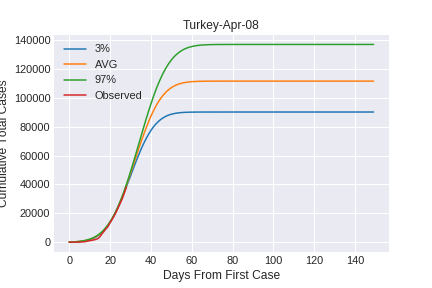 Turkey-Apr-08
3%
AVG
97%
Observed
Cumulative Total Cases
140000
120000
100000
80000
60000
40000
20000
0
0 20 40 60 80 100 120 140
Days From First Case